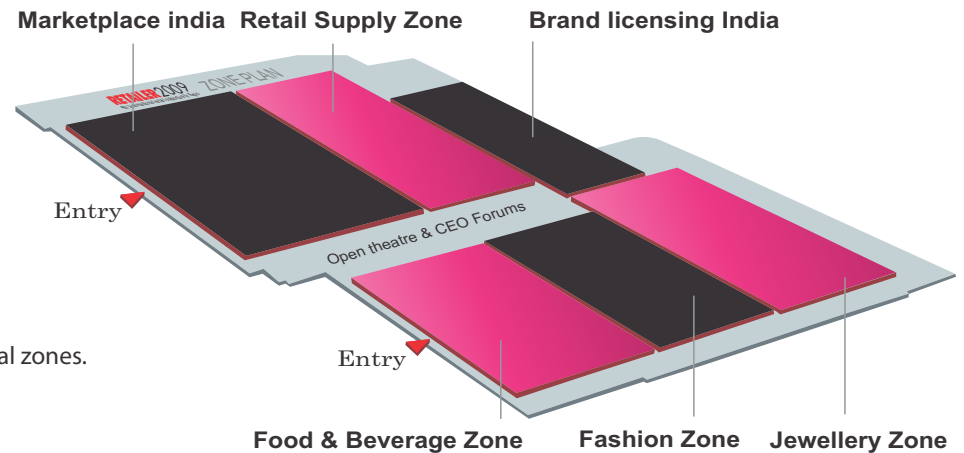 Marketplace india Retail Supply Zone Brand licensing India
RETAILER2009 ZONE PLAN
Entry
Open theatre & CEO Forums
al zones.
Entry
Food & Beverage Zone Fashion Zone Jewellery Zone